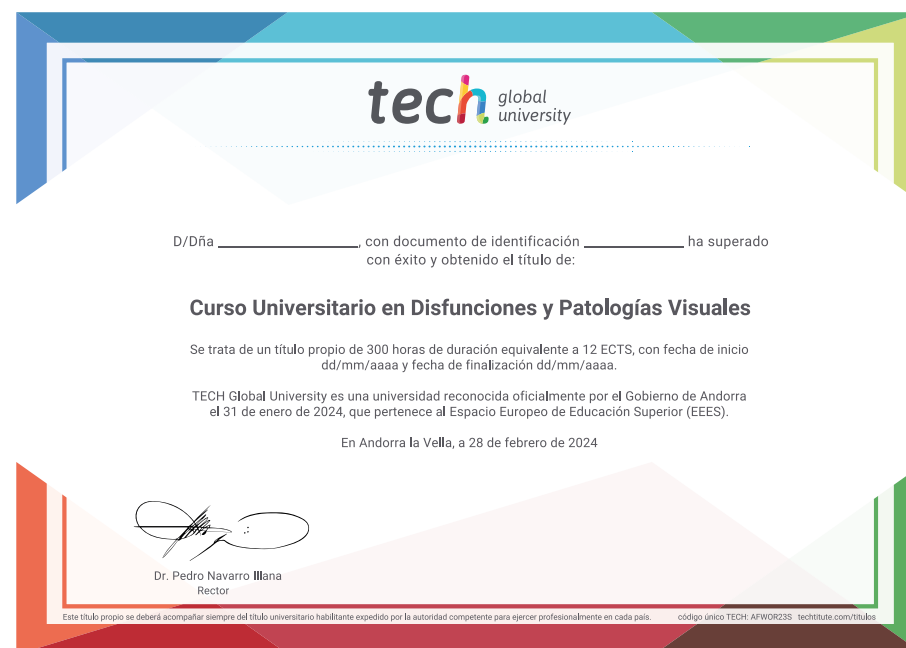 tech global university
D/Dña ____________________, con documento de identificación ______________ ha superado
con éxito y obtenido el título de:
Curso Universitario en Disfunciones y Patologías Visuales
Se trata de un título propio de 300 horas de duración equivalente a 12 ECTS, con fecha de inicio
dd/mm/aaaa y fecha de finalización dd/mm/aaaa.
TECH Global University es una universidad reconocida oficialmente por el Gobierno de Andorra
el 31 de enero de 2024, que pertenece al Espacio Europeo de Educación Superior (EEES).
En Andorra la Vella, a 28 de febrero de 2024
Dr. Pedro Navarro Illana
Rector
Este título propio se deberá acompañar siempre del título universitario habilitante expedido por la autoridad competente para ejercer profesionalmente en cada país. código único TECH: AFWOR23S techtitute.com/titulos